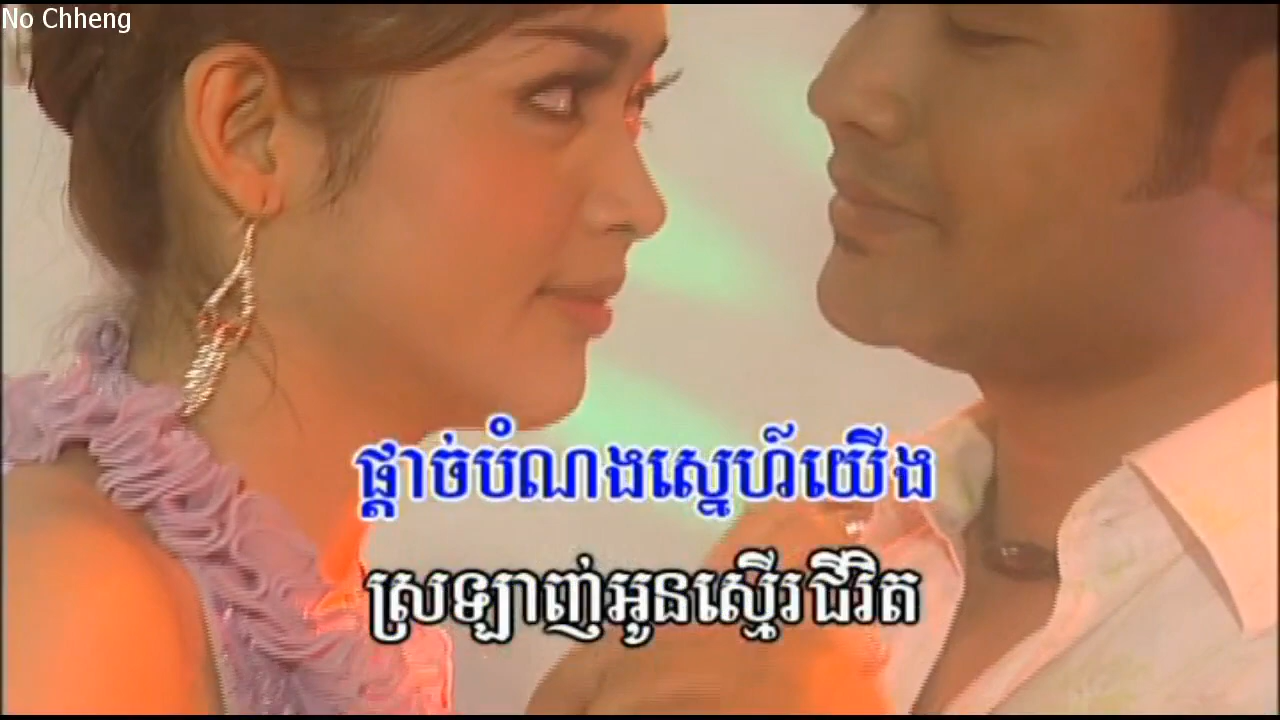 No Chheng
ផ្ដាច់បំណងស្នេហ៍យើង
ស្រឡាញ់អូនស្មើរជីវិត